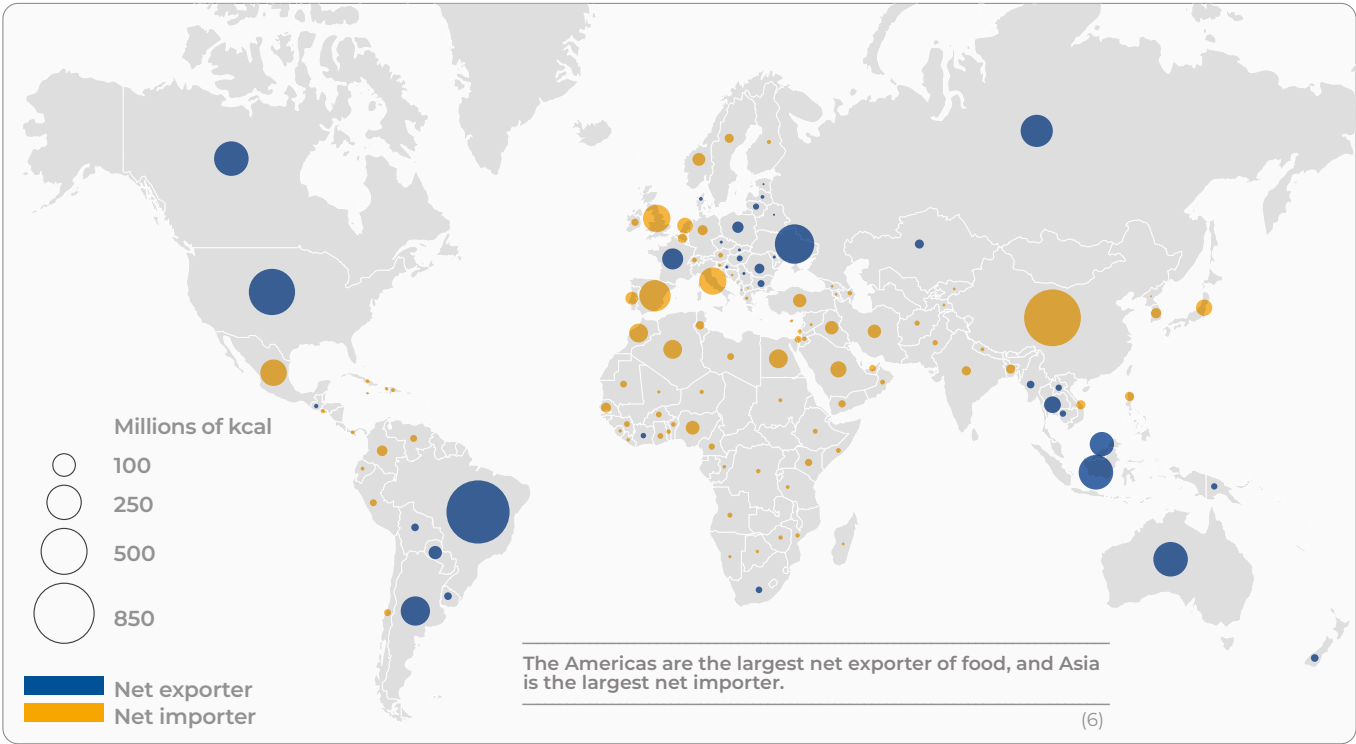 Millions of kcal
100
250
500
850
Net exporter
Net importer
The Americas are the largest net exporter of food, and Asia
is the largest net importer.
(6)